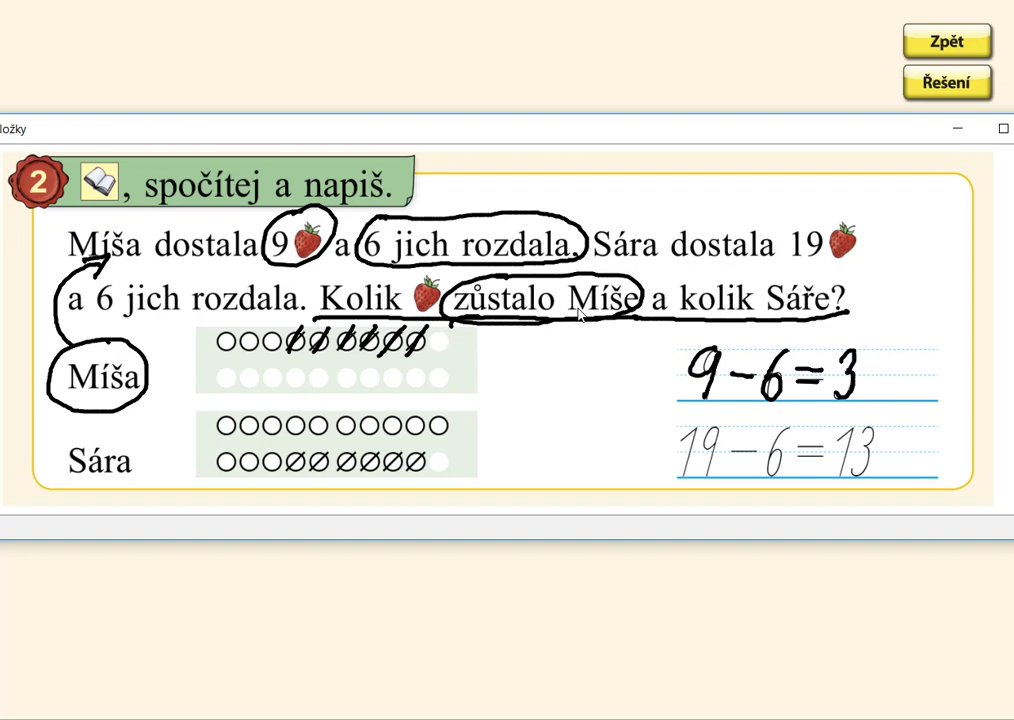 Zpět
Řešení
ložky
2 , spočítej a napiš.
Míša dostala 9 a 6 jich rozdala. Sára dostala 19
a 6 jich rozdala. Kolik zůstalo Míše a kolik Sáře?
Míša
9 - 6 = 3
Sára
19 - 6 = 13